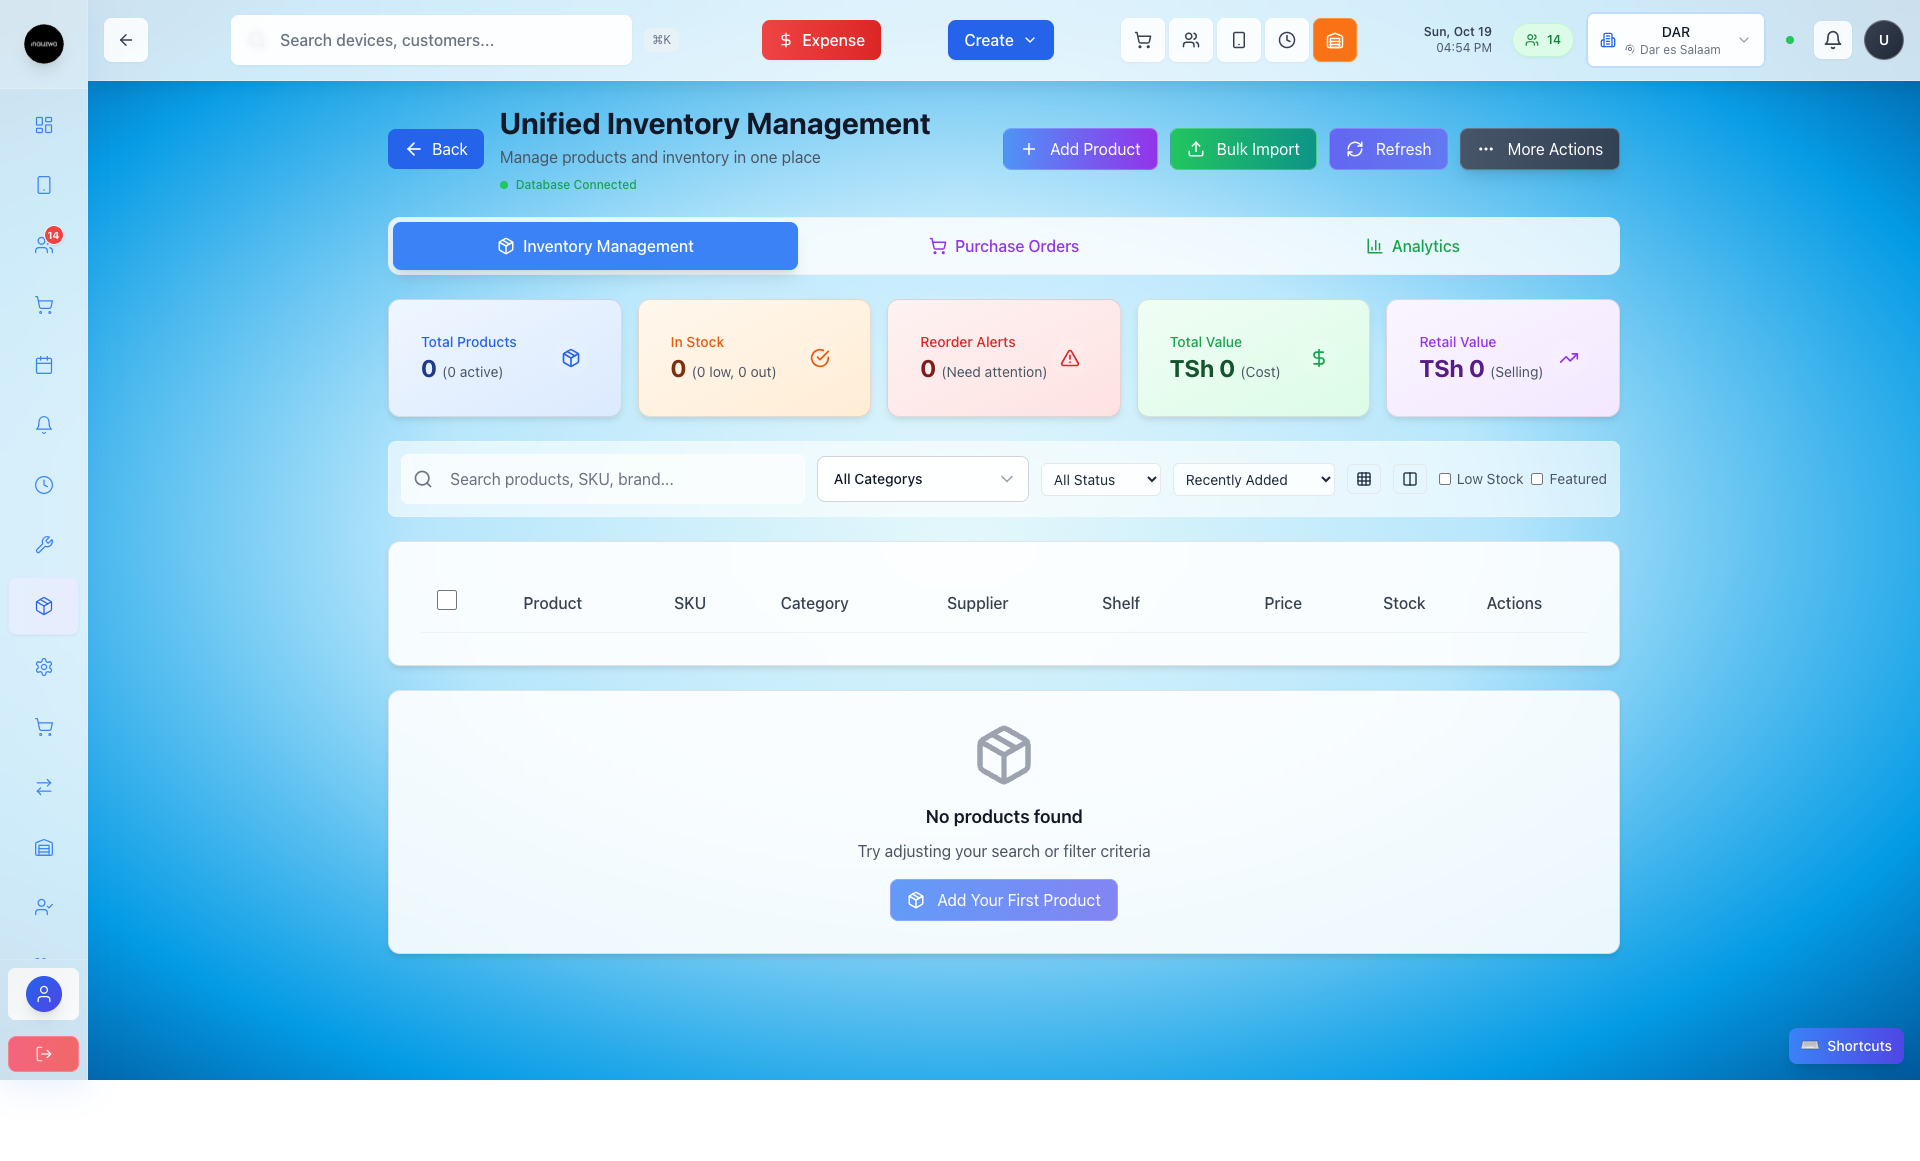 Search devices, customers...
⌘K
Expense
Create
Sun, Oct 19
04:54 PM
14
DAR
Dar es Salaam
U
14
Back
Unified Inventory Management
Manage products and inventory in one place
Database Connected
Add Product
Bulk Import
Refresh
More Actions
Inventory Management
Purchase Orders
Analytics
Total Products
0 (0 active)
In Stock
0 (0 low, 0 out)
Reorder Alerts
0 (Need attention)
Total Value
TSh 0 (Cost)
Retail Value
TSh 0 (Selling)
Search products, SKU, brand...
All Categorys
All Status
Recently Added
Low Stock
Featured
Product
SKU
Category
Supplier
Shelf
Price
Stock
Actions
No products found
Try adjusting your search or filter criteria
Add Your First Product
Shortcuts